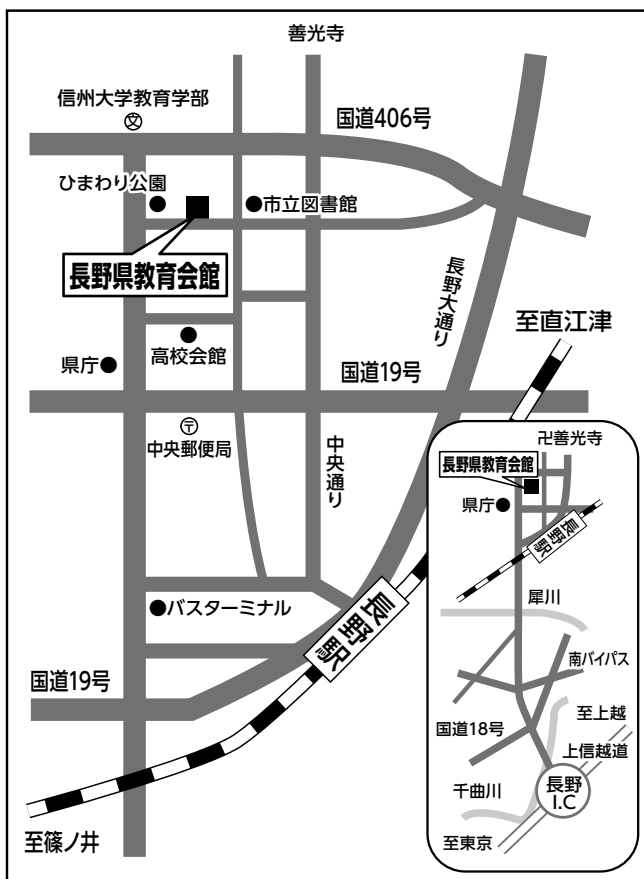 善光寺
信州大学教育学部
文
国道406号
ひまわり公園
市立図書館
長野県教育会館
長野大通り
至直江津
高校会館
県庁
国道19号
〒
中央郵便局
中央通り
バスターミナル
長野駅
国道19号
至篠ノ井
卍善光寺
長野県教育会館
県庁
長野駅
犀川
南バイパス
国道18号
至上越
上信越道
千曲川
長野
I.C
至東京